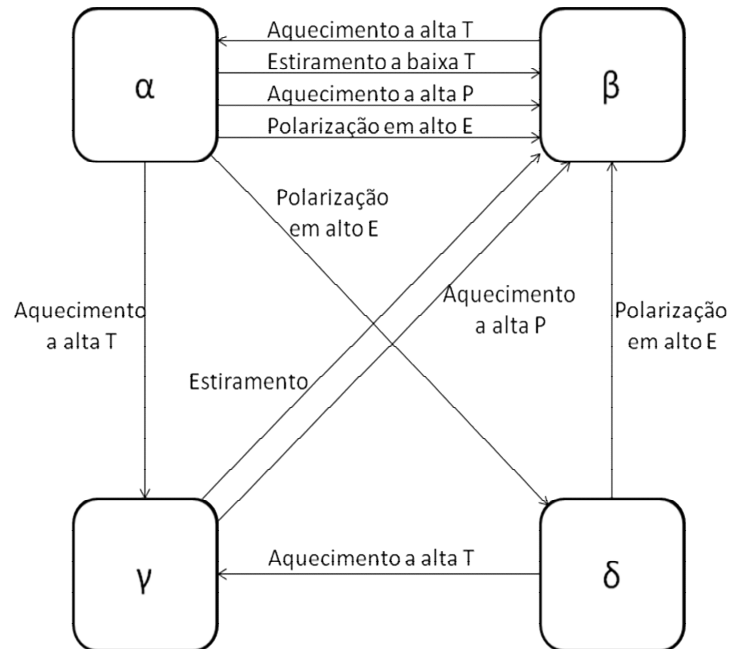 Aquecimento a alta T
Estiramento a baixa T
α
β
Aquecimento a alta P
Polarização em alto E
Polarização
em alto E
Aquecimento
a alta T
Aquecimento
a alta P
Polarização
em alto E
Estiramento
Aquecimento a alta T
γ
δ